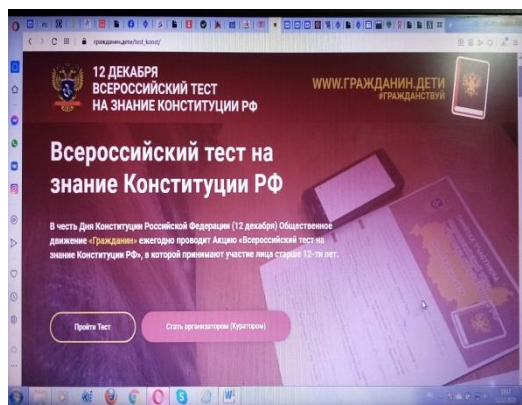 гражданин.дети/test_konst/
12 ДЕКАБРЯ
ВСЕРОССИЙСКИЙ ТЕСТ
НА ЗНАНИЕ КОНСТИТУЦИИ РФ
WWW.ГРАЖДАНИН.ДЕТИ
#ГРАЖДАНСТВУЙ
Всероссийский тест на
знание Конституции РФ
В честь Дня Конституции Российской Федерации (12 декабря) Общественное
движение «Гражданин» ежегодно проводит Акцию «Всероссийский тест на
знание Конституции РФ», в которой принимают участие лица старше 12-ти лет.
Пройти Тест
Стать организатором (Куратором)